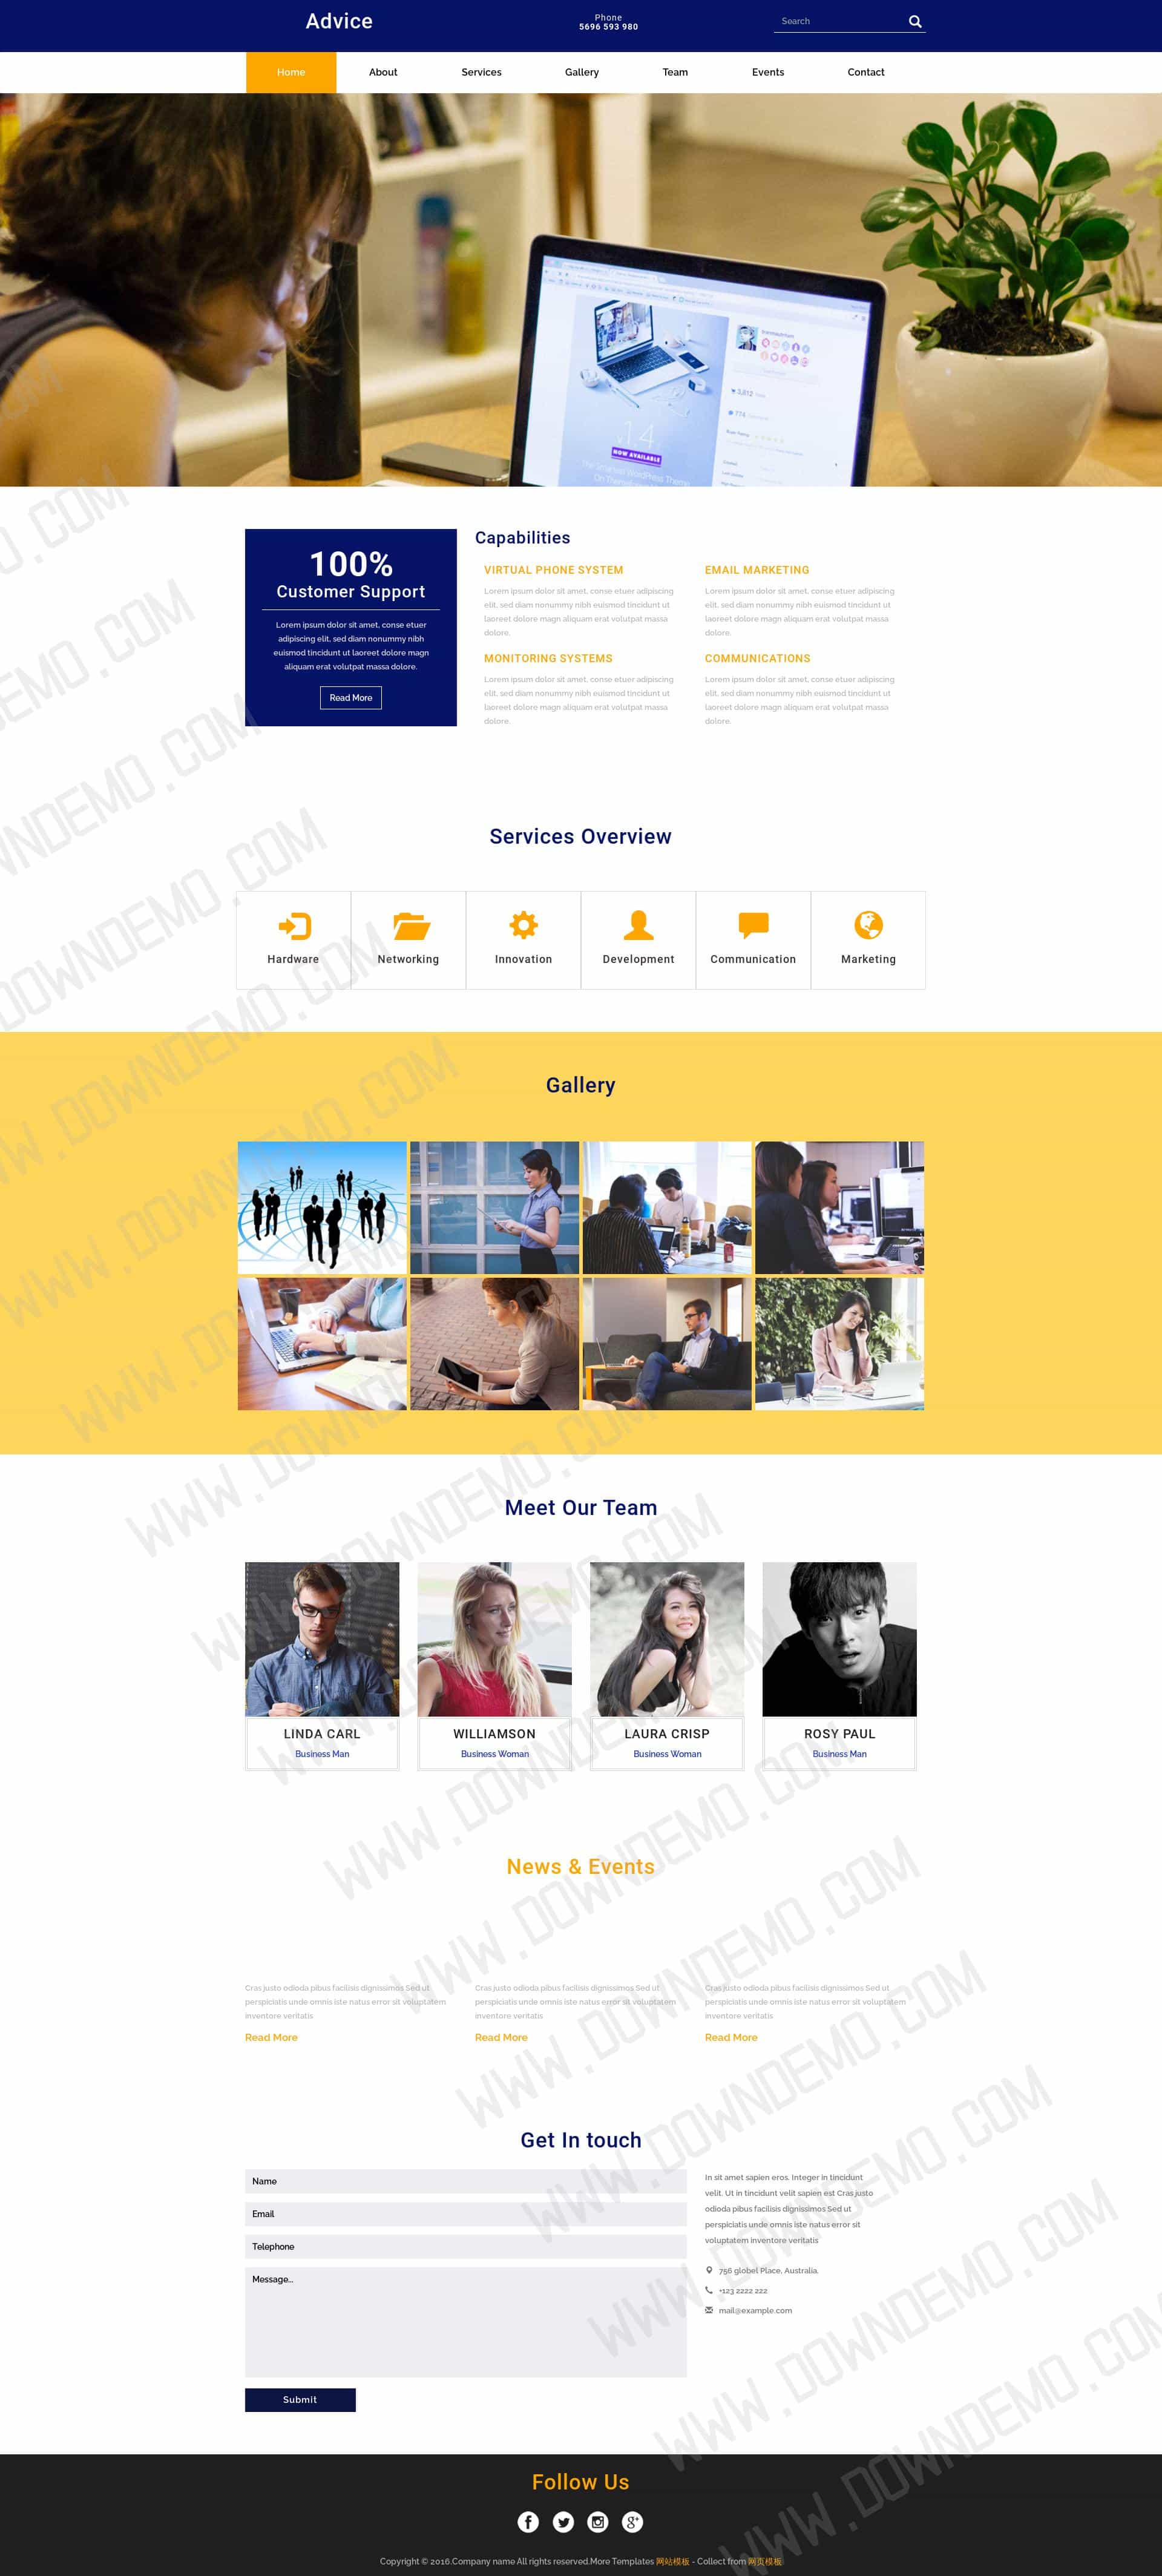 Advice
Phone
5696 593 980
Search
Home
About
Services
Gallery
Team
Events
Contact
v1.4
NOW AVAILABLE
3,812
774
100%
Customer Support
Lorem ipsum dolor sit amet, conse etuer
adipiscing elit, sed diam nonummy nibh
euismod tincidunt ut laoreet dolore magn
aliquam erat volutpat massa dolore.
Read More
Capabilities
VIRTUAL PHONE SYSTEM
Lorem ipsum dolor sit amet, conse etuer adipiscing
elit, sed diam nonummy nibh euismod tincidunt ut
laoreet dolore magn aliquam erat volutpat massa
dolore.
EMAIL MARKETING
Lorem ipsum dolor sit amet, conse etuer adipiscing
elit, sed diam nonummy nibh euismod tincidunt ut
laoreet dolore magn aliquam erat volutpat massa
dolore.
MONITORING SYSTEMS
Lorem ipsum dolor sit amet, conse etuer adipiscing
elit, sed diam nonummy nibh euismod tincidunt ut
laoreet dolore magn aliquam erat volutpat massa
dolore.
COMMUNICATIONS
Lorem ipsum dolor sit amet, conse etuer adipiscing
elit, sed diam nonummy nibh euismod tincidunt ut
laoreet dolore magn aliquam erat volutpat massa
dolore.
Services Overview
Hardware
Networking
Innovation
Development
Communication
Marketing
Gallery
Meet Our Team
LINDA CARL
Business Man
WILLIAMSON
Business Woman
LAURA CRISP
Business Woman
ROSY PAUL
Business Man
News & Events
Cras justo odioda pibus facilisis dignissimos Sed ut
perspiciatis unde omnis iste natus error sit voluptatem
inventore veritatis
Read More
Cras justo odioda pibus facilisis dignissimos Sed ut
perspiciatis unde omnis iste natus error sit voluptatem
inventore veritatis
Read More
Cras justo odioda pibus facilisis dignissimos Sed ut
perspiciatis unde omnis iste natus error sit voluptatem
inventore veritatis
Read More
Get In touch
Name
Email
Telephone
Message...
Submit
In sit amet sapien eros. Integer in tincidunt
velit. Ut in tincidunt velit sapien est Cras justo
odioda pibus facilisis dignissimos Sed ut
perspiciatis unde omnis iste natus error sit
voluptatem inventore veritatis
756 globel Place, Australia.
+123 2222 222
mail@example.com
Follow Us
Copyright © 2016.Company name All rights reserved.More Templates 网站模板 - Collect from 网页模板
WWW.DOWNDEMO.COM